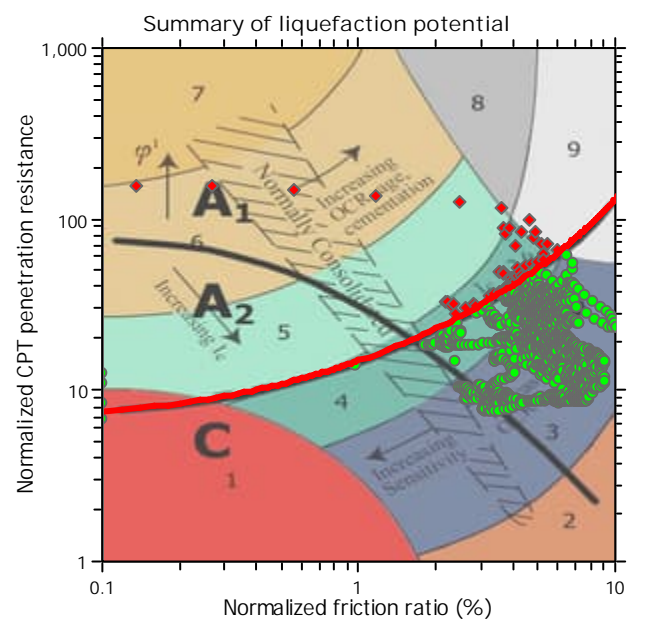 Summary of liquefaction potential
Normalized CPT penetration resistance
1,000
100
10
1
7
8
9
φ'
A1
6
A2
5
4
C
1
3
2
Increasing
OCR, age,
cementation
Normally Consolidated
Increasing Ic
Increasing
Sensitivity
0.1
1
10
Normalized friction ratio (%)